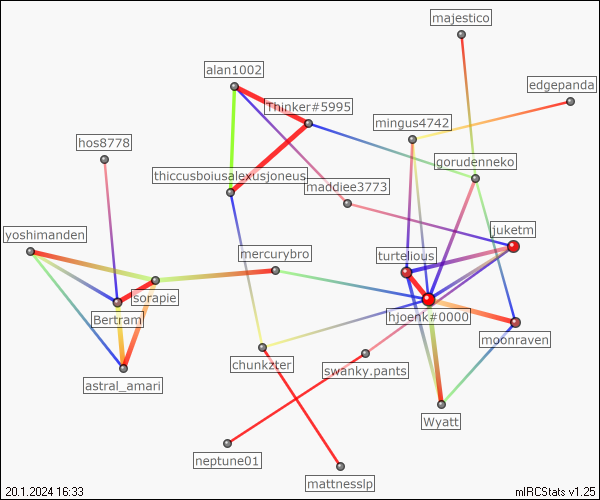 majestico
alan1002
edgepanda
Thinker#5995
mingus4742
hos8778
gorudenneko
thiccusboiusalexusjoneus
maddiee3773
yoshimanden
juketm
mercurybro
turtelious
sorapie
Bertram
hjoenk#0000
moonraven
chunkzter
swanky.pants
astral_amari
Wyatt
neptune01
mattnesslp
20.1.2024 16:33
mIRCStats v1.25